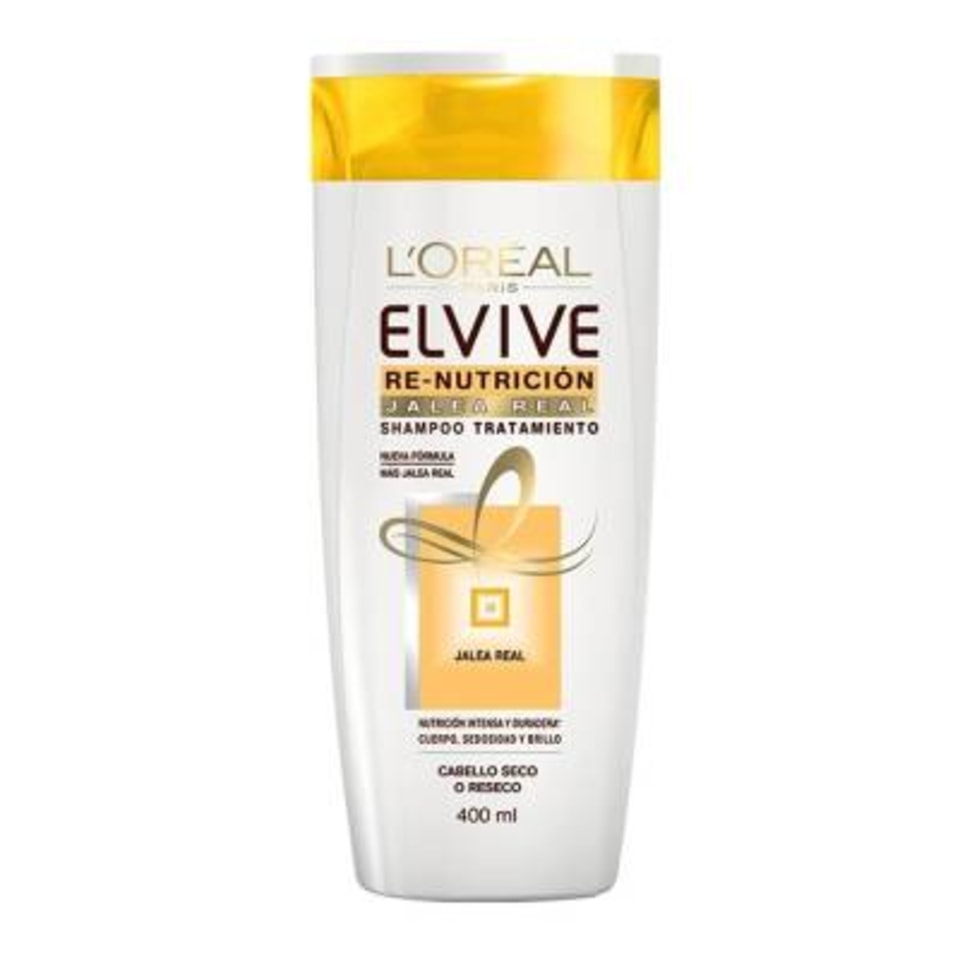 L'ORÉAL
PARIS
ELVIVE
RE-NUTRICIÓN
JALEA REAL
SHAMPOO TRATAMIENTO
NUEVA FÓRMULA
MÁS JALEA REAL
JALEA REAL
NUTRICIÓN INTENSA Y DURADERA*
CUERPO, SEDOSIDAD Y BRILLO
CABELLO SECO
O RESECO
400 ml